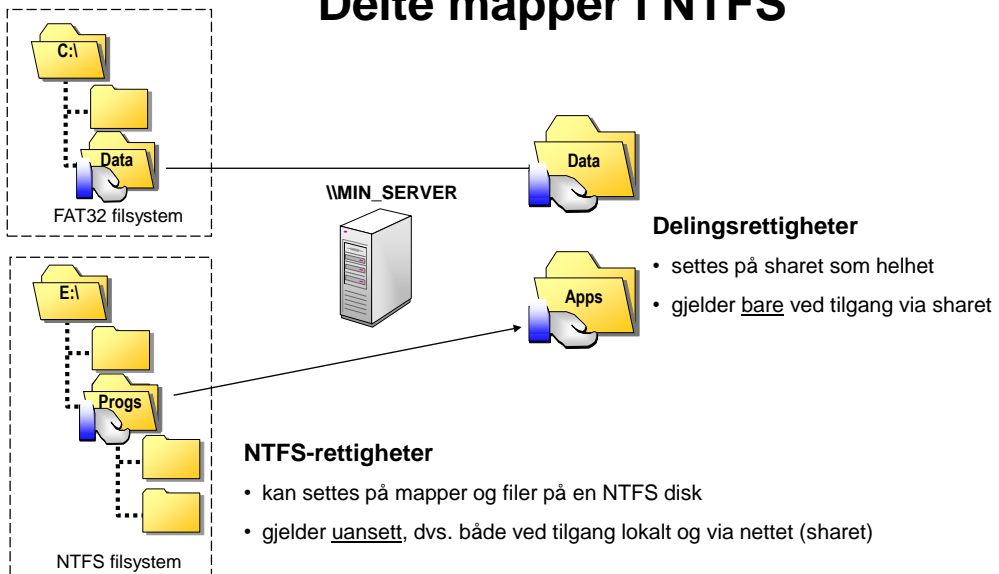 Delte mapper i NTFS
C:\
Data
FAT32 filsystem
E:\
Progs
NTFS filsystem
\\MIN_SERVER
Data
Apps
Delingsrettigheter
• settes på sharet som helhet
• gjelder bare ved tilgang via sharet
NTFS-rettigheter
• kan settes på mapper og filer på en NTFS disk
• gjelder uansett, dvs. både ved tilgang lokalt og via nettet (sharet)